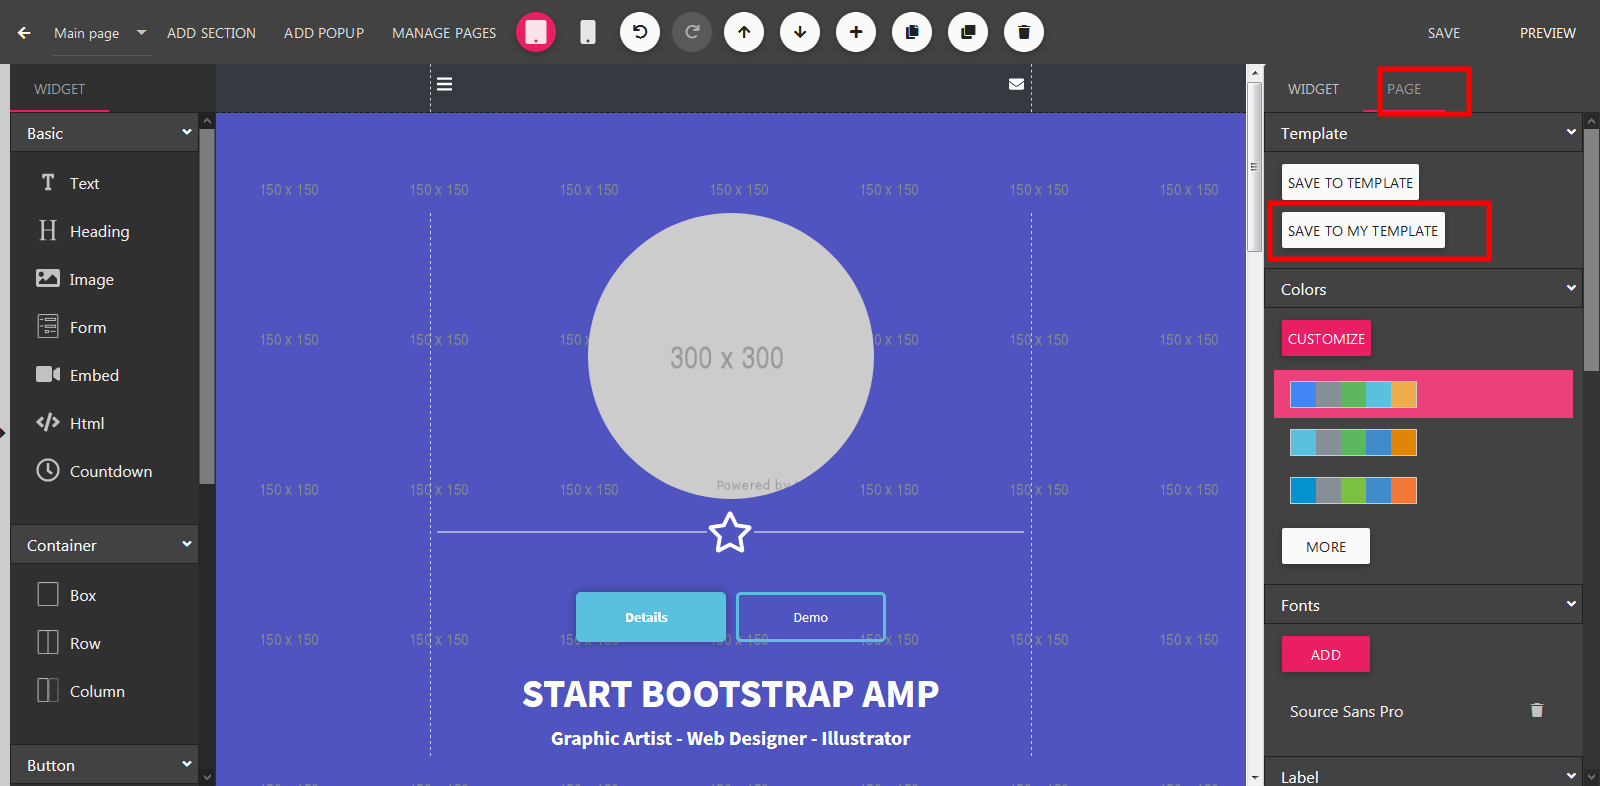 Main page ADD SECTION ADD POPUP MANAGE PAGES SAVE PREVIEW
WIDGET
Basic
Text
Heading
Image
Form
Embed
Html
Countdown
Container
Box
Row
Column
Button
150 x 150 150 x 150 150 x 150 150 x 150 150 x 150 150 x 150 150 x 150
300 x 300
150 x 150 150 x 150 150 x 150 150 x 150 150 x 150
Powered by
150 x 150 150 x 150 150 x 150 150 x 150 150 x 150 150 x 150
Details Demo
150 x 150 150 x 150 150 x 150 150 x 150 150 x 150 150 x 150 150 x 150
START BOOTSTRAP AMP
Graphic Artist - Web Designer - Illustrator
WIDGET PAGE
Template
SAVE TO TEMPLATE
SAVE TO MY TEMPLATE
Colors
CUSTOMIZE
MORE
Fonts
ADD
Source Sans Pro
Label